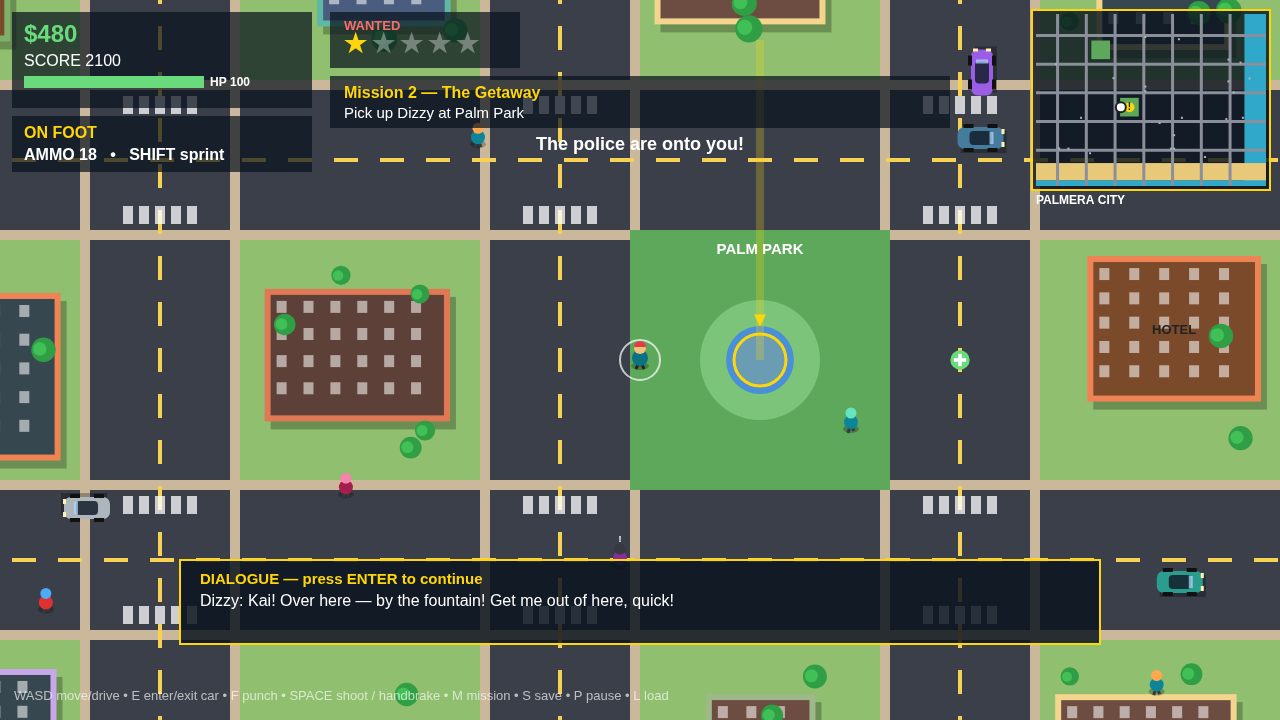 $480
SCORE 2100
HP 100
ON FOOT
AMMO 18 • SHIFT sprint
WANTED
Mission 2 — The Getaway
Pick up Dizzy at Palm Park
The police are onto you!
PALMERA CITY
PALM PARK
HOTEL
DIALOGUE — press ENTER to continue
Dizzy: Kai! Over here — by the fountain! Get me out of here, quick!
WASD move/drive • E enter/exit car • F punch • SPACE shoot / handbrake • M mission • S save • P pause • L load